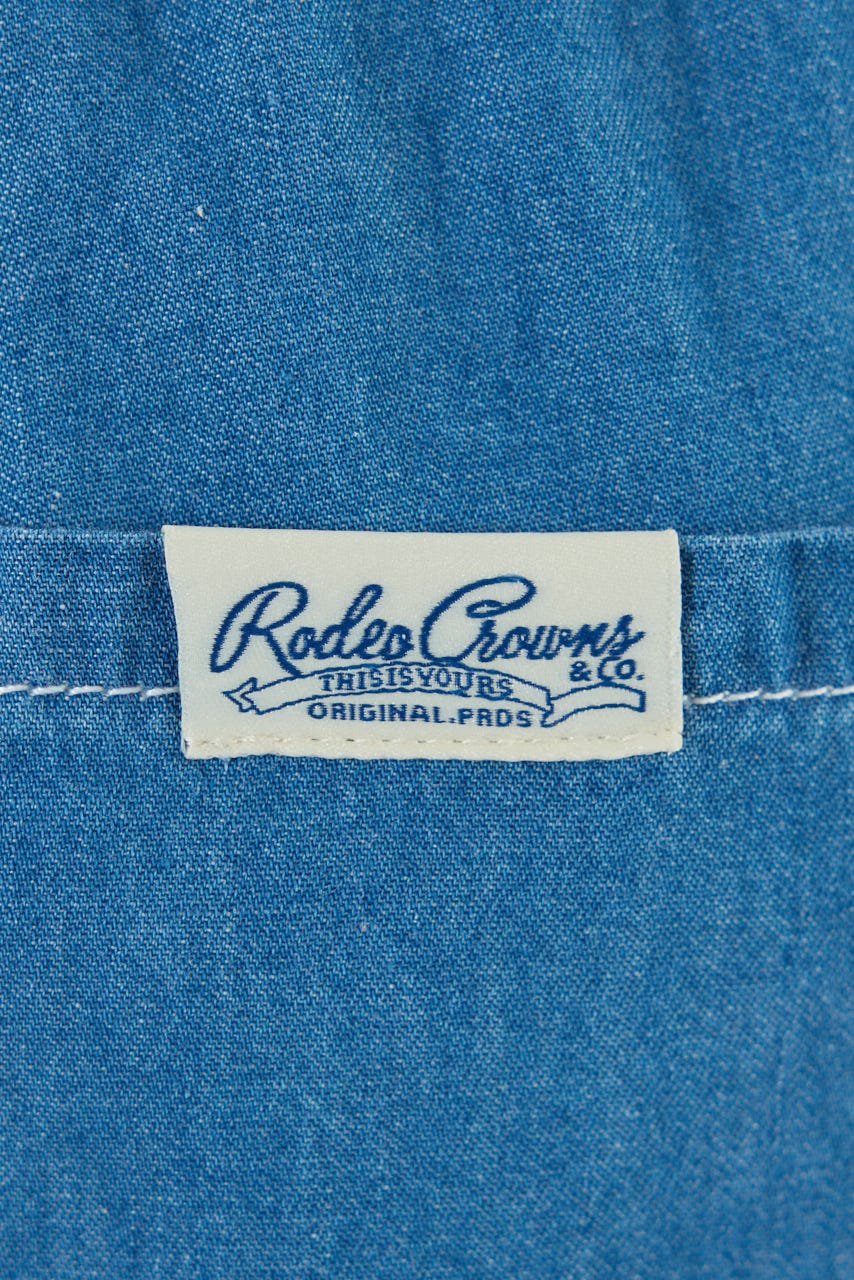 Rodeo Crowns
& Co.
THIS IS YOURS
ORIGINAL.PRDS